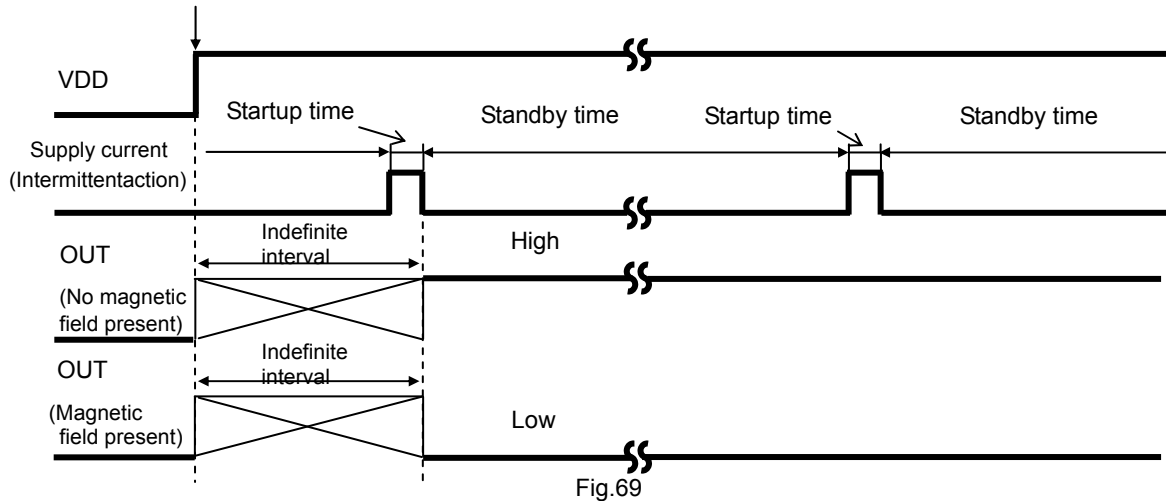 VDD
Startup time
Standby time
Startup time
Standby time
Supply current
(Intermittentaction)
Indefinite
interval
High
OUT
(No magnetic
field present)
Indefinite
interval
OUT
(Magnetic
field present)
Low
Fig.69